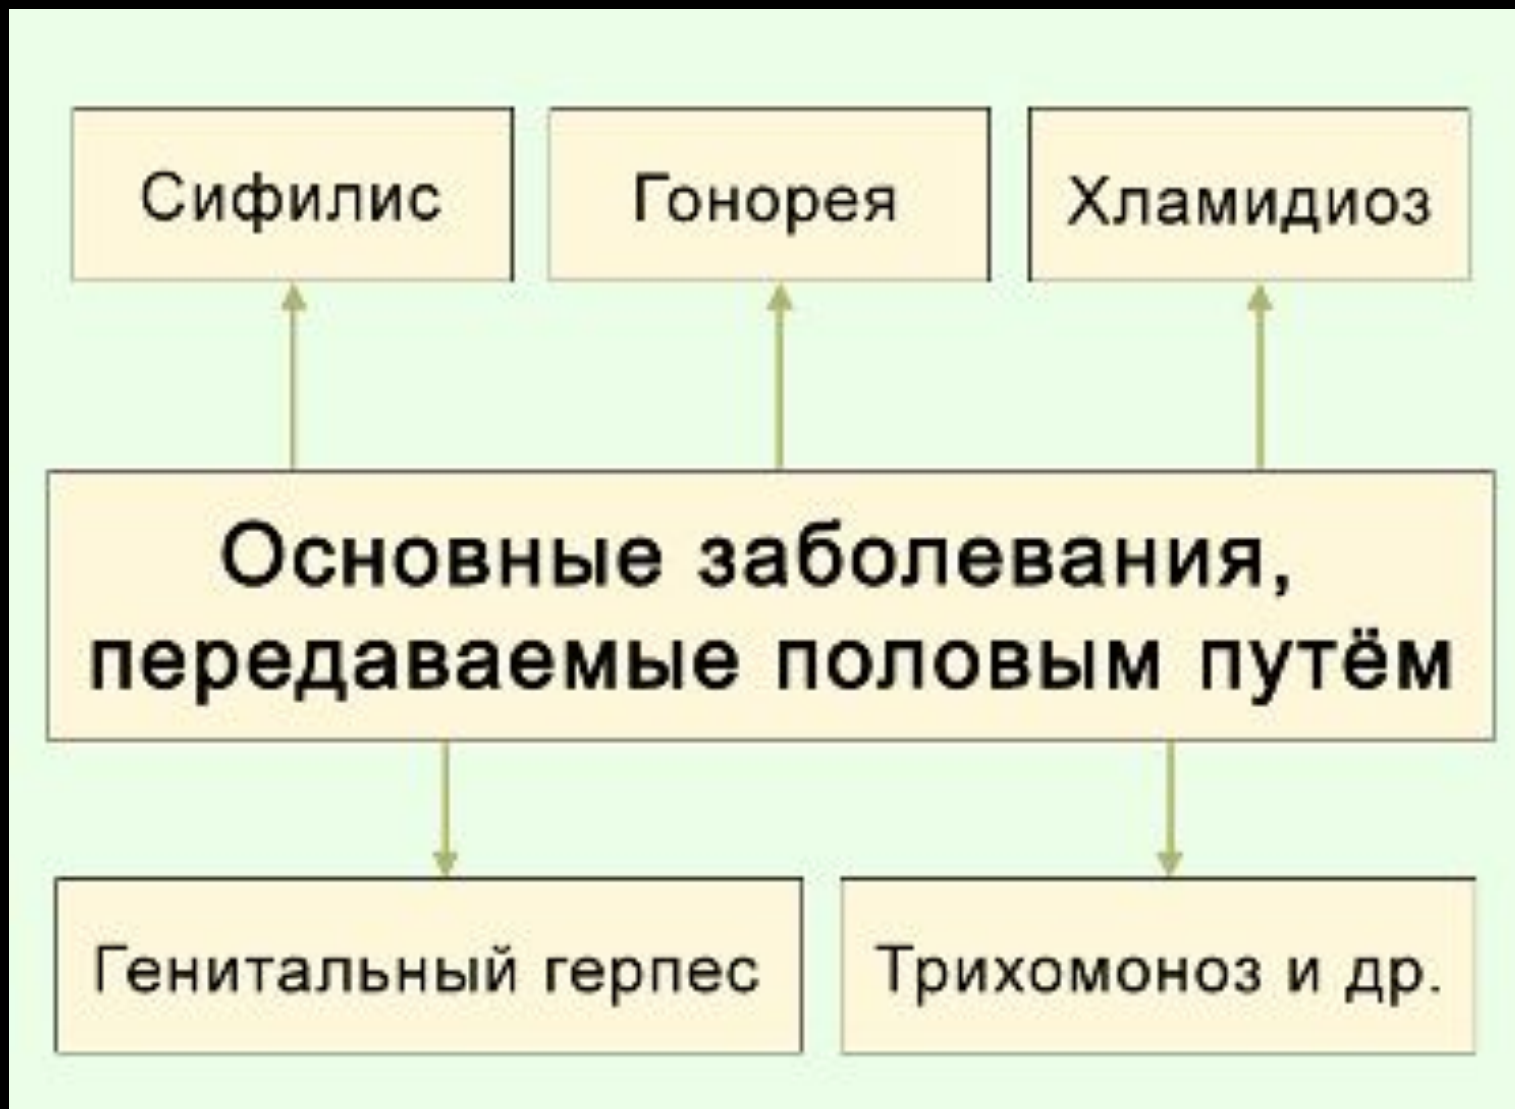 Сифилис
Гонорея
Хламидиоз
Основные заболевания,
передаваемые половым путём
Генитальный герпес
Трихомоноз и др.